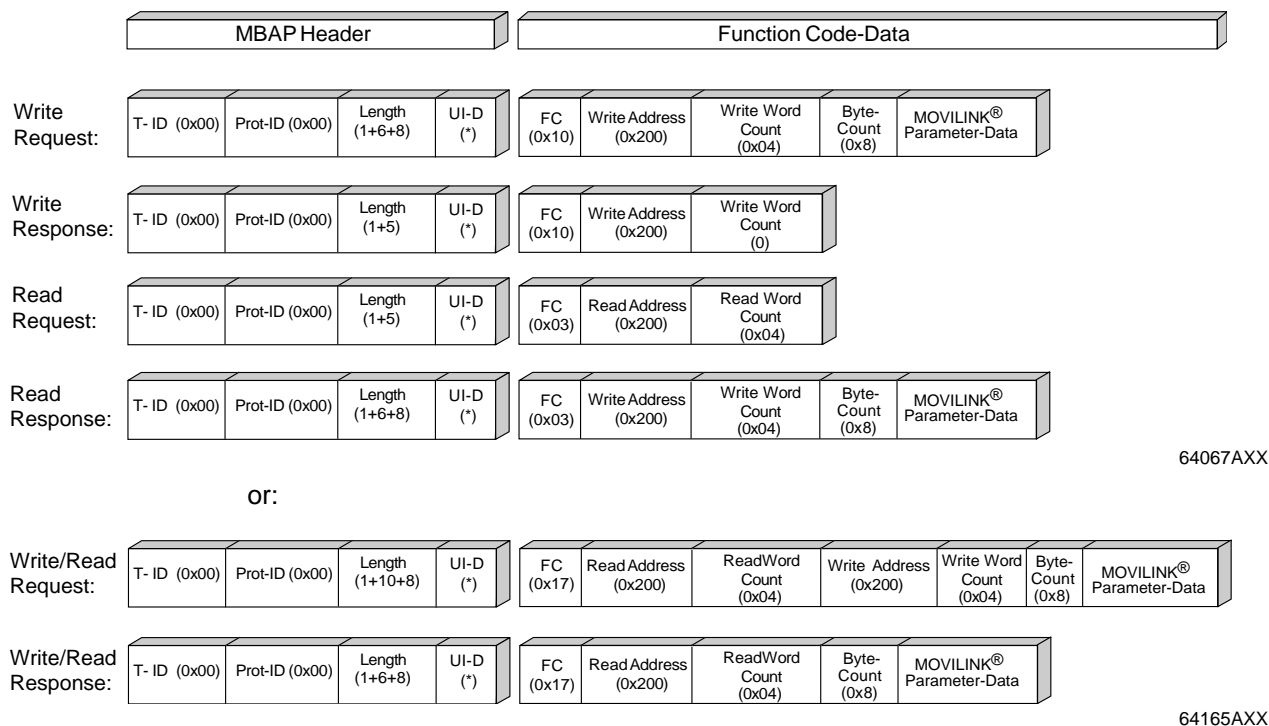 MBAP Header Function Code-Data
Write
Request:
T- ID (0x00) Prot-ID (0x00) Length
(1+6+8) UI-D
(*) FC
(0x10) Write Address
(0x200) Write Word
Count
(0x04) Byte-
Count
(0x8) MOVILINK®
Parameter-Data
Write
Response:
T- ID (0x00) Prot-ID (0x00) Length
(1+5) UI-D
(*) FC
(0x10) Write Address
(0x200) Write Word
Count
(0)
Read
Request:
T- ID (0x00) Prot-ID (0x00) Length
(1+5) UI-D
(*) FC
(0x03) Read Address
(0x200) Read Word
Count
(0x04)
Read
Response:
T- ID (0x00) Prot-ID (0x00) Length
(1+6+8) UI-D
(*) FC
(0x03) Write Address
(0x200) Write Word
Count
(0x04) Byte-
Count
(0x8) MOVILINK®
Parameter-Data
64067AXX
or:
Write/Read
Request:
T- ID (0x00) Prot-ID (0x00) Length
(1+10+8) UI-D
(*) FC
(0x17) Read Address
(0x200) ReadWord
Count
(0x04) Write Address
(0x200) Write Word
Count
(0x04) Byte-
Count
(0x8) MOVILINK®
Parameter-Data
Write/Read
Response:
T- ID (0x00) Prot-ID (0x00) Length
(1+6+8) UI-D
(*) FC
(0x17) Read Address
(0x200) ReadWord
Count
(0x04) Byte-
Count
(0x8) MOVILINK®
Parameter-Data
64165AXX